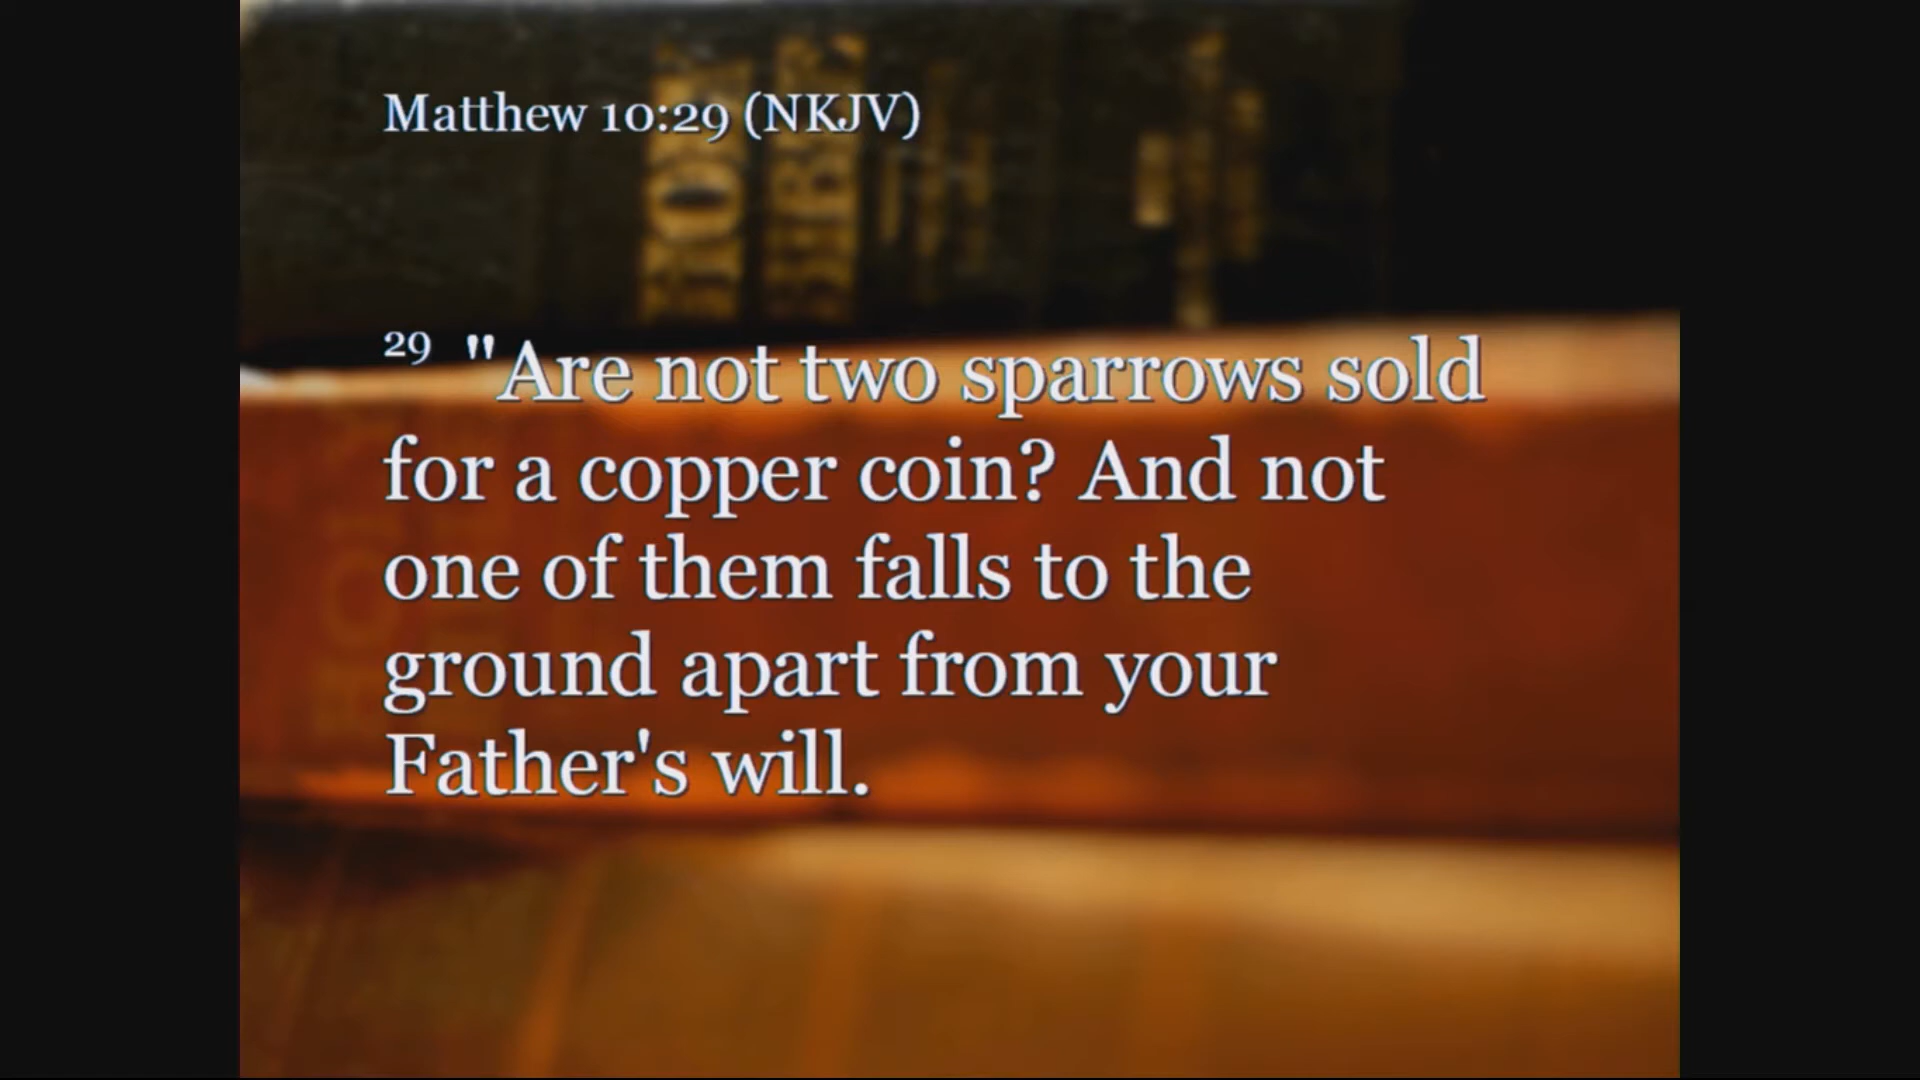 Matthew 10:29 (NKJV)
29 "Are not two sparrows sold
for a copper coin? And not
one of them falls to the
ground apart from your
Father's will.